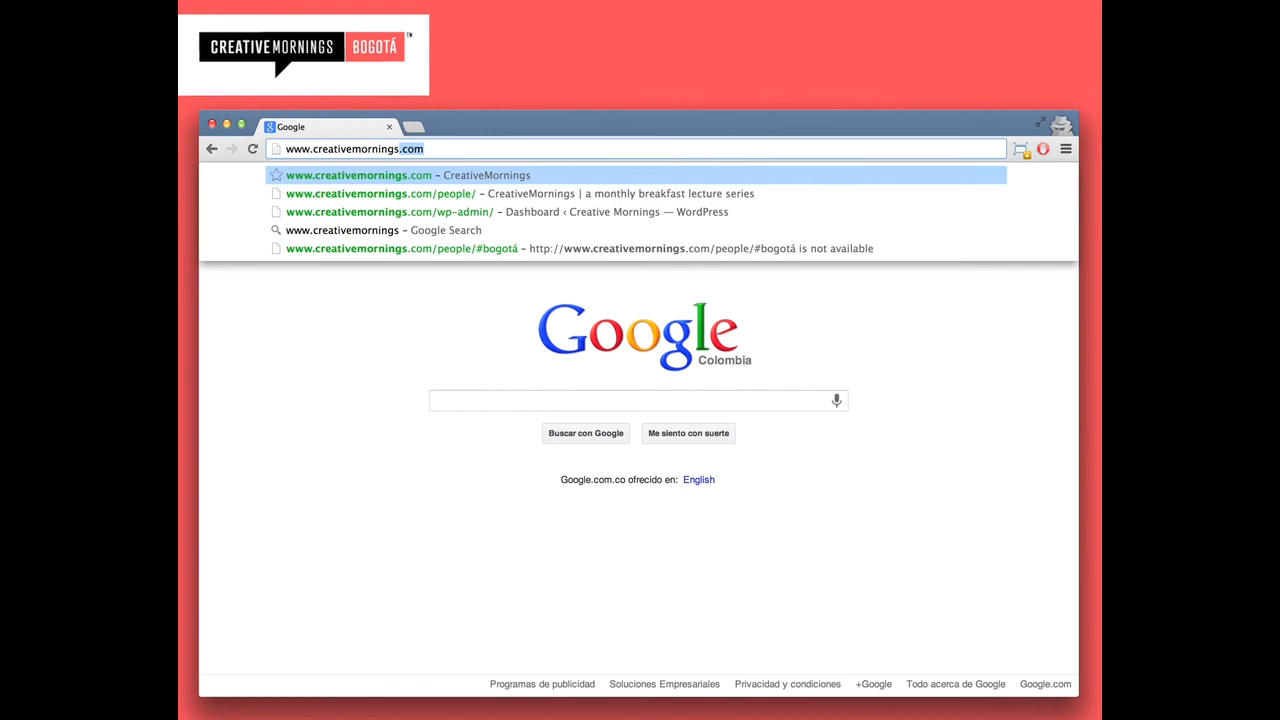 CREATIVEMORNINGS BOGOTÁ ™
Google
www.creativemornings.com
www.creativemornings.com – CreativeMornings
www.creativemornings.com/people/ – CreativeMornings | a monthly breakfast lecture series
www.creativemornings.com/wp-admin/ – Dashboard ‹ Creative Mornings — WordPress
www.creativemornings – Google Search
www.creativemornings.com/people/#bogotá – http://www.creativemornings.com/people/#bogotá is not available
Google
Colombia
Buscar con Google Me siento con suerte
Google.com.co ofrecido en: English
Programas de publicidad Soluciones Empresariales Privacidad y condiciones +Google Todo acerca de Google Google.com